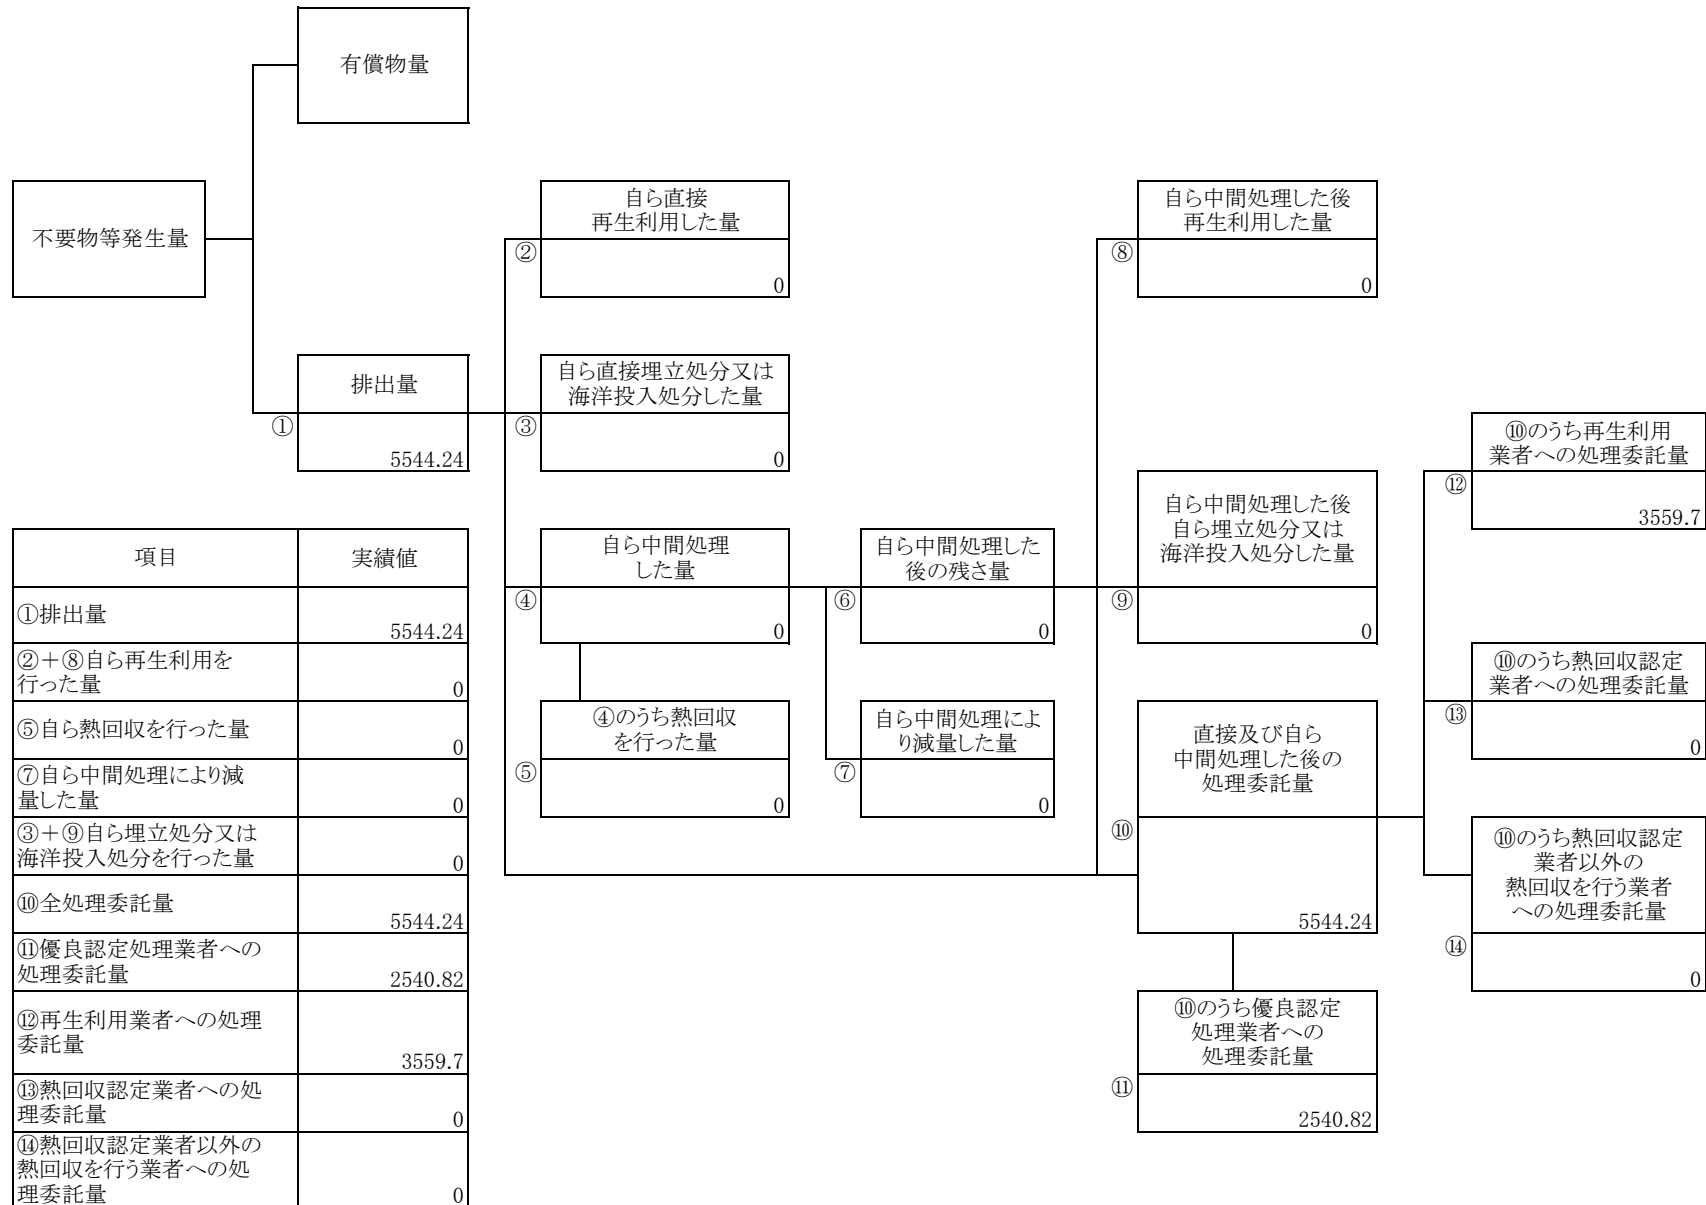 有償物量
不要物等発生量
自ら直接
再生利用した量
②
0
自ら中間処理した後
再生利用した量
⑧
0
排出量
①
5544.24
自ら直接埋立処分又は
海洋投入処分した量
③
0
⑩のうち再生利用
業者への処理委託量
⑫
3559.7
自ら中間処理
した量
④
0
自ら中間処理した
後の残さ量
⑥
0
自ら中間処理した後
自ら埋立処分又は
海洋投入処分した量
⑨
0
⑩のうち熱回収認定
業者への処理委託量
⑬
0
④のうち熱回収
を行った量
⑤
0
自ら中間処理によ
り減量した量
⑦
0
直接及び自ら
中間処理した後の
処理委託量
⑩
5544.24
⑩のうち熱回収認定
業者以外の
熱回収を行う業者
への処理委託量
⑭
0
⑩のうち優良認定
処理業者への
処理委託量
⑪
2540.82
項目 実績値
①排出量
5544.24
②+⑧自ら再生利用を
行った量
0
⑤自ら熱回収を行った量
0
⑦自ら中間処理により減
量した量
0
③+⑨自ら埋立処分又は
海洋投入処分を行った量
0
⑩全処理委託量
5544.24
⑪優良認定処理業者への
処理委託量
2540.82
⑫再生利用業者への処理
委託量
3559.7
⑬熱回収認定業者への処
理委託量
0
⑭熱回収認定業者以外の
熱回収を行う業者への処
理委託量
0